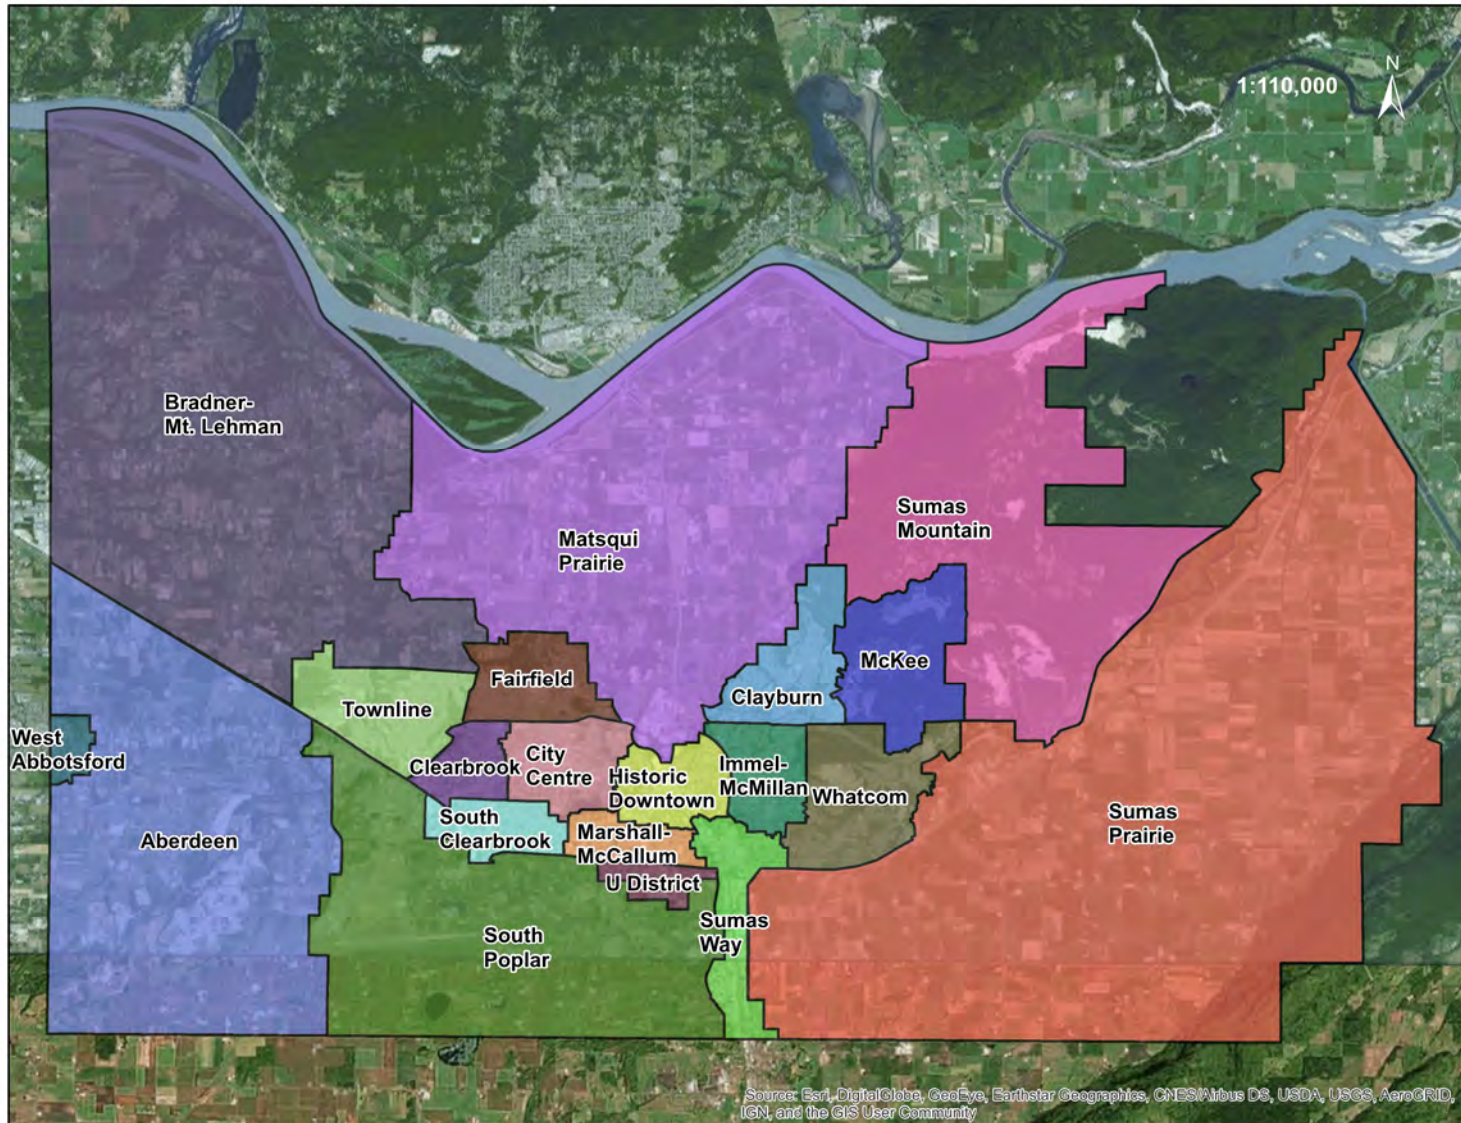 N
1:110,000
Bradner-
Mt. Lehman
Sumas
Mountain
Matsqui
Prairie
McKee
Fairfield
Clayburn
Townline
West
Abbotsford
Clearbrook
City
Centre
Historic
Downtown
Immel-
McMillan
Whatcom
Sumas
Prairie
South
Clearbrook
Marshall-
McCallum
Aberdeen
U District
Sumas
Way
South
Poplar
Source: Esri, DigitalGlobe, GeoEye, Earthstar Geographics, CNES/Airbus DS, USDA, USGS, AeroGRID,
IGN, and the GIS User Community